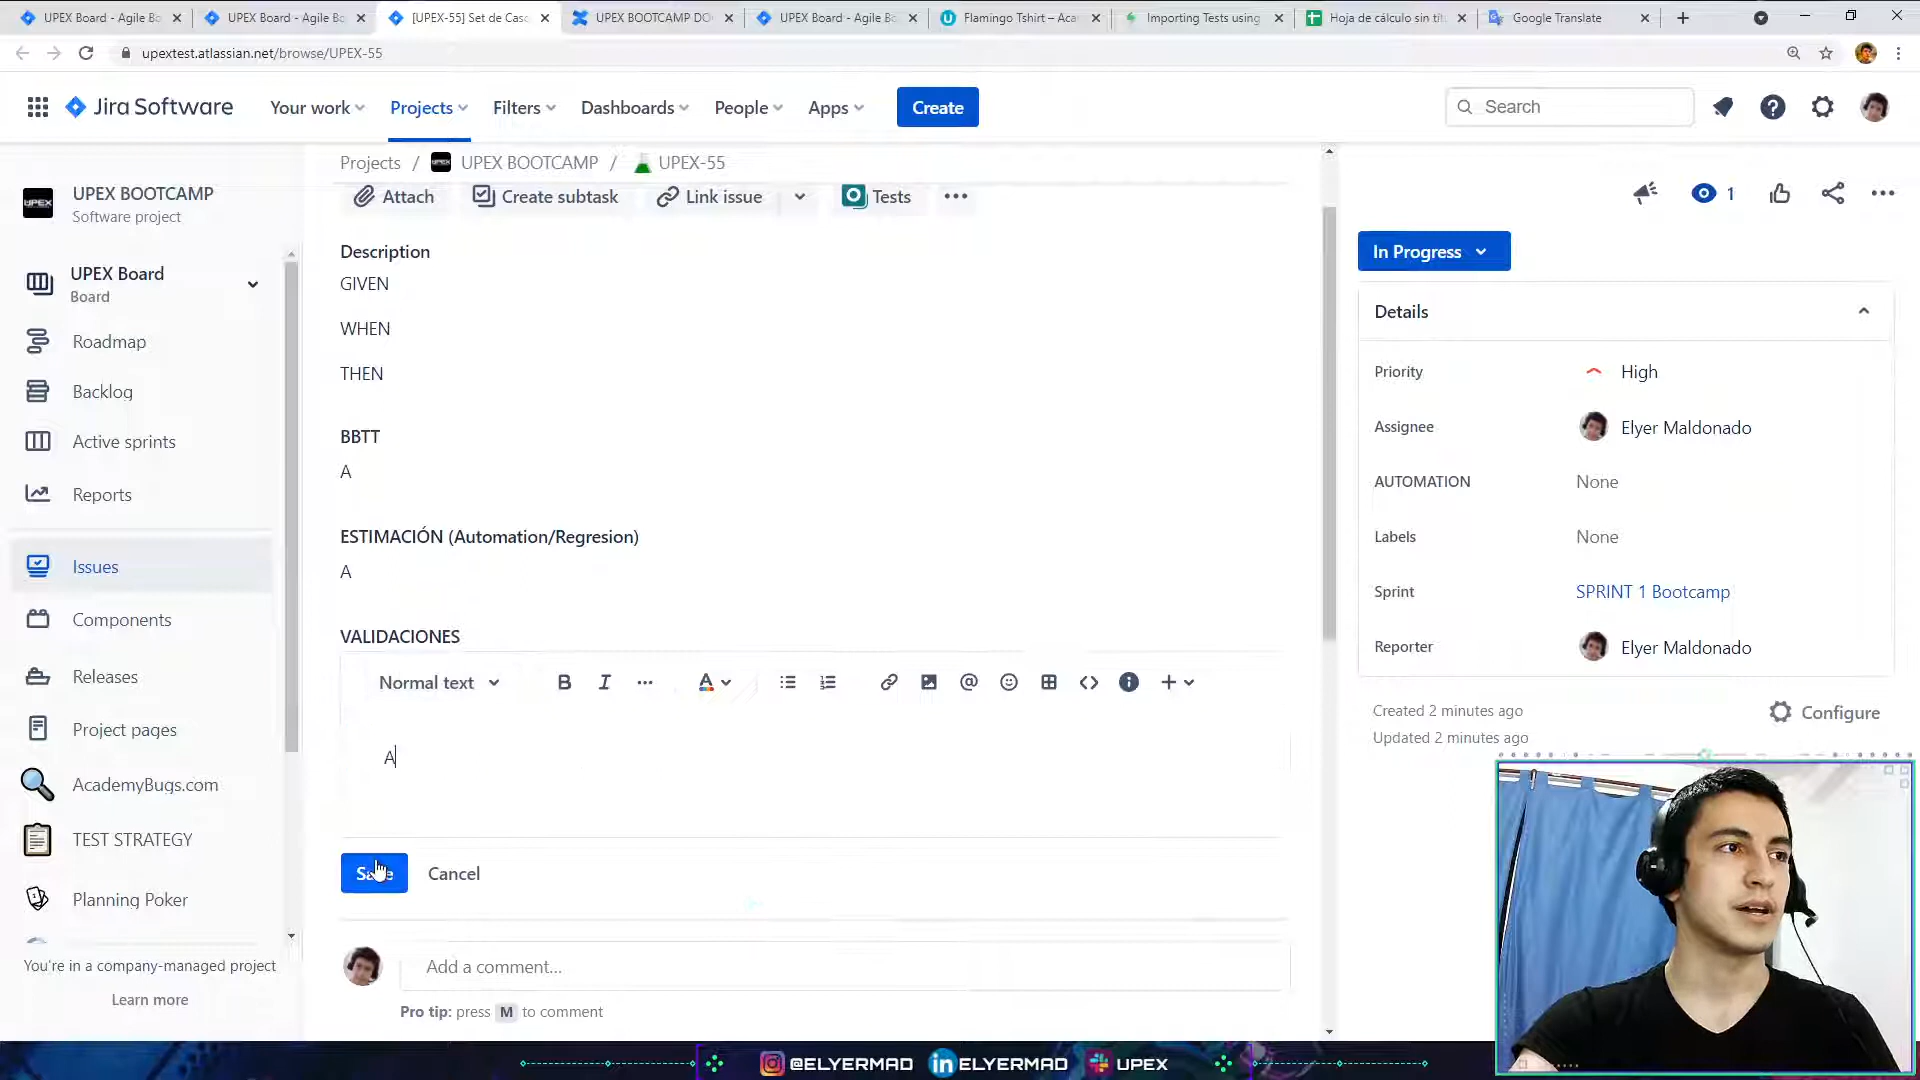 UPEX Board - Agile Bo
UPEX Board - Agile Bo
[UPEX-55] Set de Caso
UPEX BOOTCAMP DO
UPEX Board - Agile Bo
Flamingo Tshirt – Aca
Importing Tests using
Hoja de cálculo sin tít
Google Translate
upextest.atlassian.net/browse/UPEX-55
Jira Software
Your work
Projects
Filters
Dashboards
People
Apps
Create
Search
Projects / UPEX BOOTCAMP / UPEX-55
UPEX BOOTCAMP
Software project
UPEX Board
Board
Roadmap
Backlog
Active sprints
Reports
Issues
Components
Releases
Project pages
AcademyBugs.com
TEST STRATEGY
Planning Poker
You're in a company-managed project
Learn more
Attach
Create subtask
Link issue
Tests
Description
GIVEN
WHEN
THEN
BBTT
A
ESTIMACIÓN (Automation/Regresion)
A
VALIDACIONES
Normal text
A
Save
Cancel
Add a comment...
Pro tip: press M to comment
1
In Progress
Details
Priority
High
Assignee
Elyer Maldonado
AUTOMATION
None
Labels
None
Sprint
SPRINT 1 Bootcamp
Reporter
Elyer Maldonado
Created 2 minutes ago
Updated 2 minutes ago
Configure
@ELYERMAD
ELYERMAD
UPEX